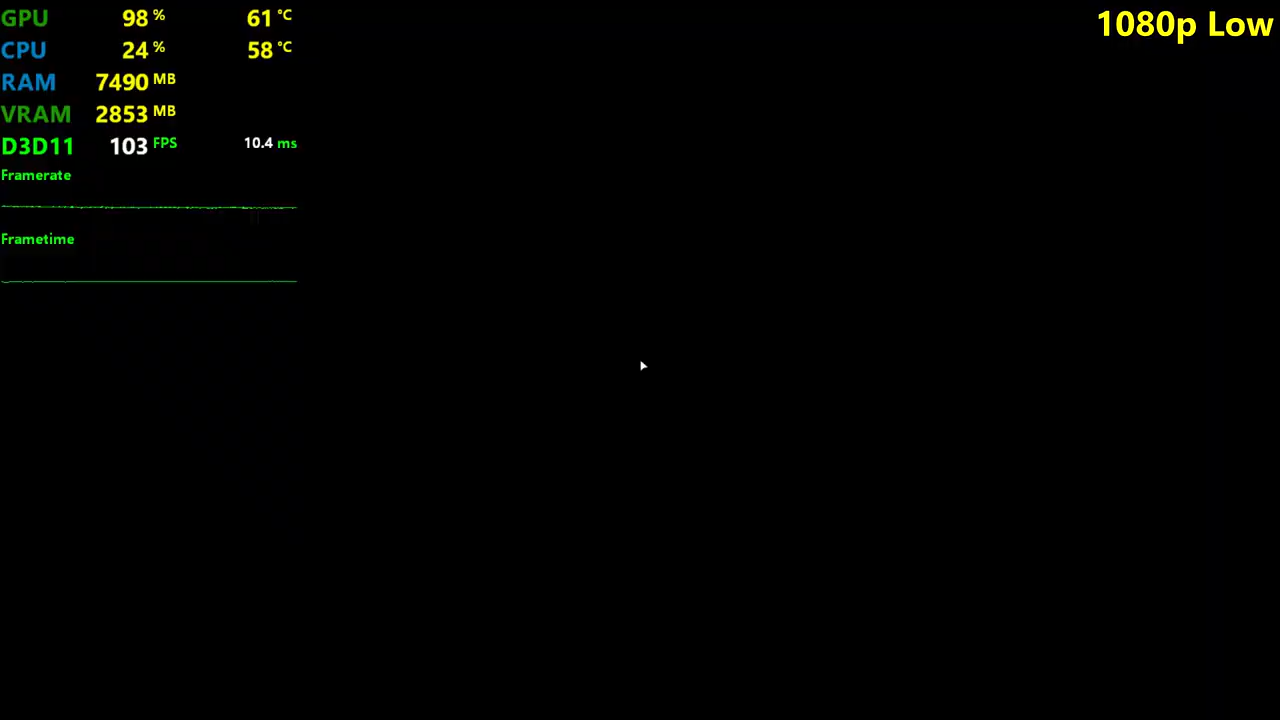 GPU 98 % 61 °C
1080p Low
CPU 24 % 58 °C
RAM 7490 MB
VRAM 2853 MB
D3D11 103 FPS 10.4 ms
Framerate
Frametime